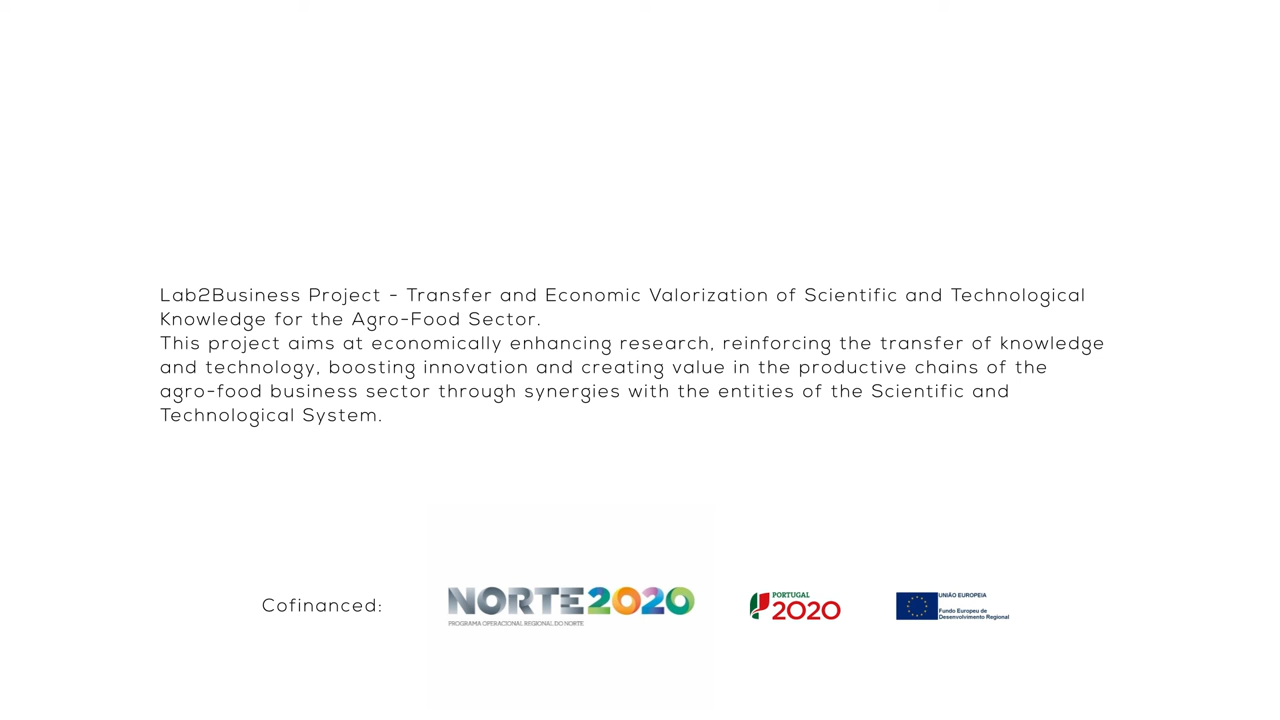 Lab2Business Project - Transfer and Economic Valorization of Scientific and Technological
Knowledge for the Agro-Food Sector.
This project aims at economically enhancing research, reinforcing the transfer of knowledge
and technology, boosting innovation and creating value in the productive chains of the
agro-food business sector through synergies with the entities of the Scientific and
Technological System.
Cofinanced:
NORTE2020
PROGRAMA OPERACIONAL REGIONAL DO NORTE
PORTUGAL
2020
UNIÃO EUROPEIA
Fundo Europeu de
Desenvolvimento Regional